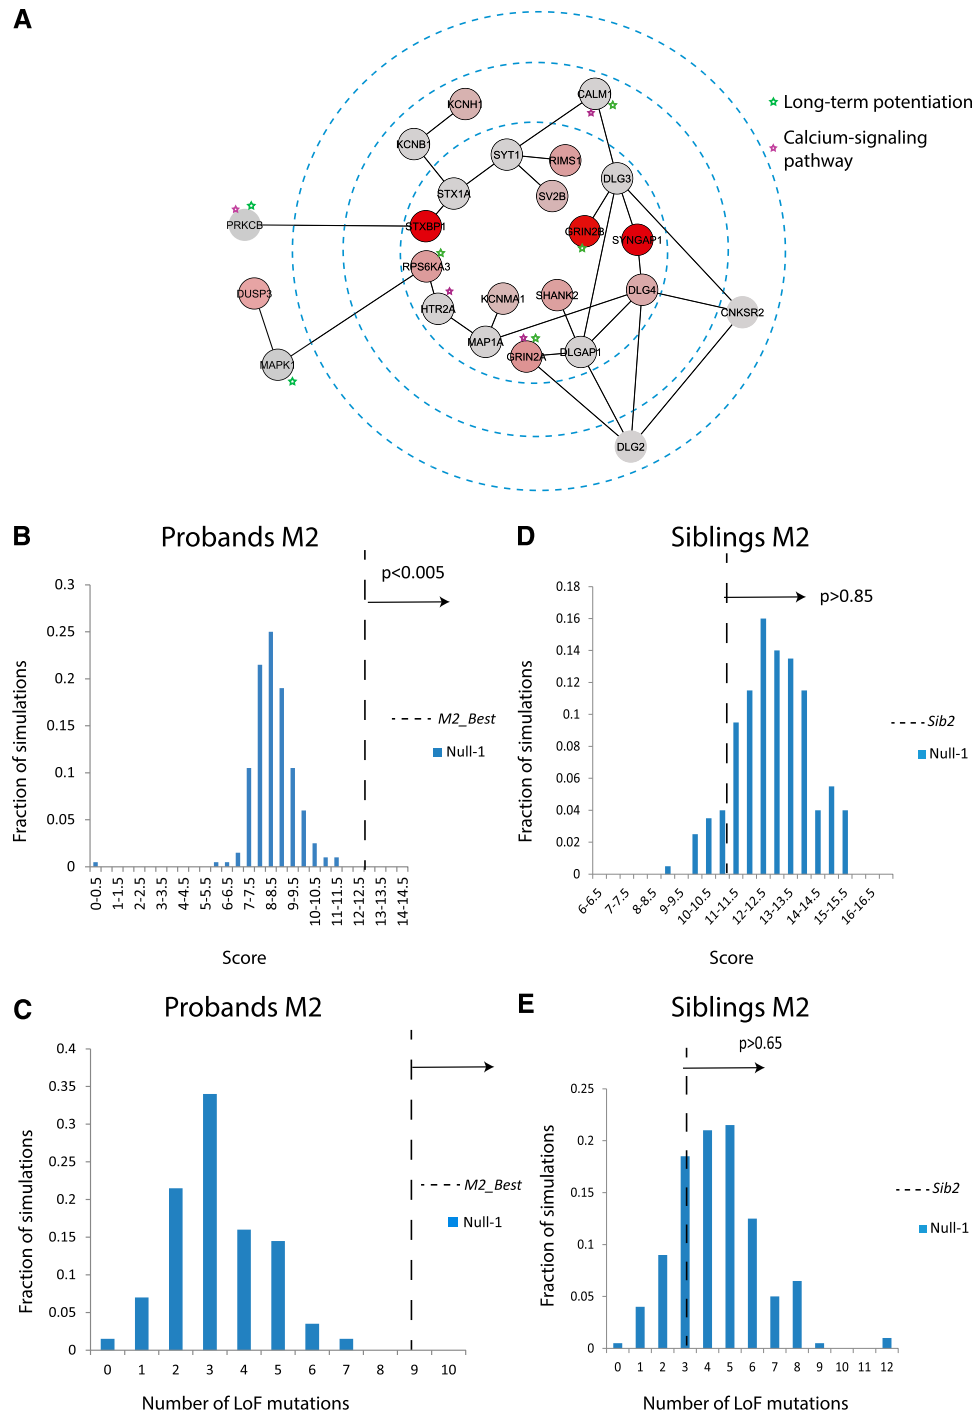 A
KCNH1
CALM1
Long-term potentiation
Calcium-signaling
pathway
KCNB1
SYT1
RIMS1
DLG3
STX1A
SV2B
PRKCB
STXBP1
GRIN2B
SYNGAP1
RPS6KA3
DUSP3
HTR2A
KCNMA1
SHANK2
DLG4
CNKSR2
MAP1A
GRIN2A
DLGAP1
MAPK1
DLG2
B
Probands M2
p<0.005
0.3
0.25
0.2
0.15
0.1
0.05
0
Fraction of simulations
M2_Best
Null-1
0-0.5
1-1.5
2-2.5
3-3.5
4-4.5
5-5.5
6-6.5
7-7.5
8-8.5
9-9.5
10-10.5
11-11.5
12-12.5
13-13.5
14-14.5
Score
D
Siblings M2
p>0.85
0.18
0.16
0.14
0.12
0.1
0.08
0.06
0.04
0.02
0
Fraction of simulations
Sib2
Null-1
6-6.5
7-7.5
8-8.5
9-9.5
10-10.5
11-11.5
12-12.5
13-13.5
14-14.5
15-15.5
16-16.5
Score
C
Probands M2
0.4
0.35
0.3
0.25
0.2
0.15
0.1
0.05
0
Fraction of simulations
M2_Best
Null-1
0 1 2 3 4 5 6 7 8 9 10
Number of LoF mutations
E
Siblings M2
p>0.65
0.25
0.2
0.15
0.1
0.05
0
Fraction of simulations
Sib2
Null-1
0 1 2 3 4 5 6 7 8 9 10 11 12
Number of LoF mutations